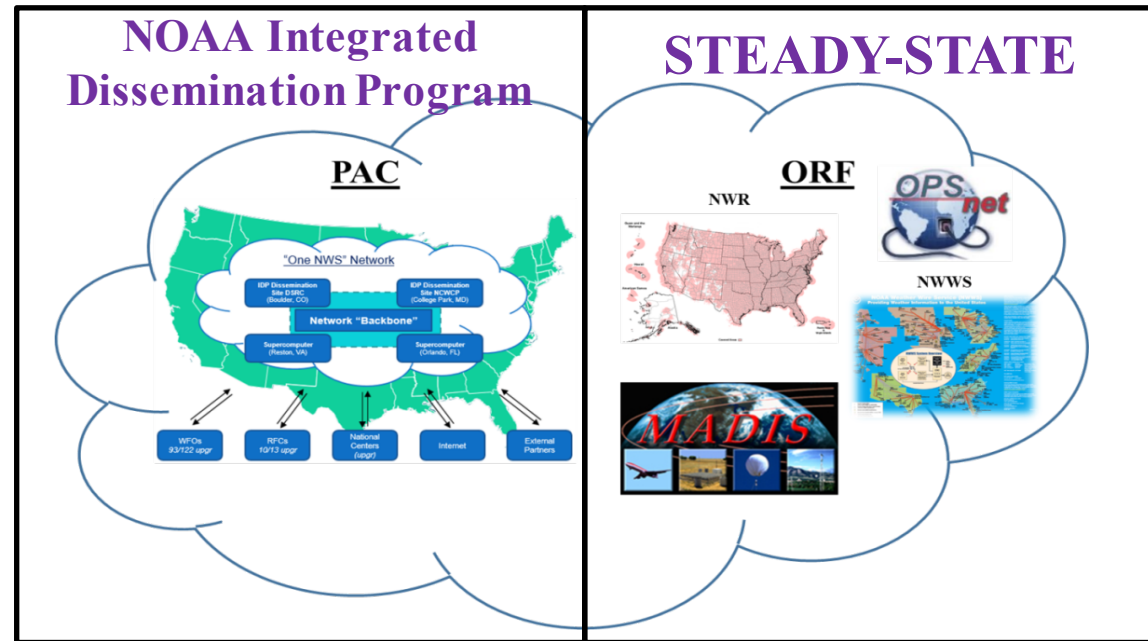 NOAA Integrated
Dissemination Program
PAC
"One NWS" Network
IDP Dissemination
Site DSRC
(Boulder, CO)
IDP Dissemination
Site NCWCP
(College Park, MD)
Network "Backbone"
Supercomputer
(Reston, VA)
Supercomputer
(Orlando, FL)
WFOs
93/122 upgr
RFCs
10/13 upgr
National
Centers
(upgr)
Internet
External
Partners
STEADY-STATE
ORF
NWR
OPS
net
NWWS
MADIS